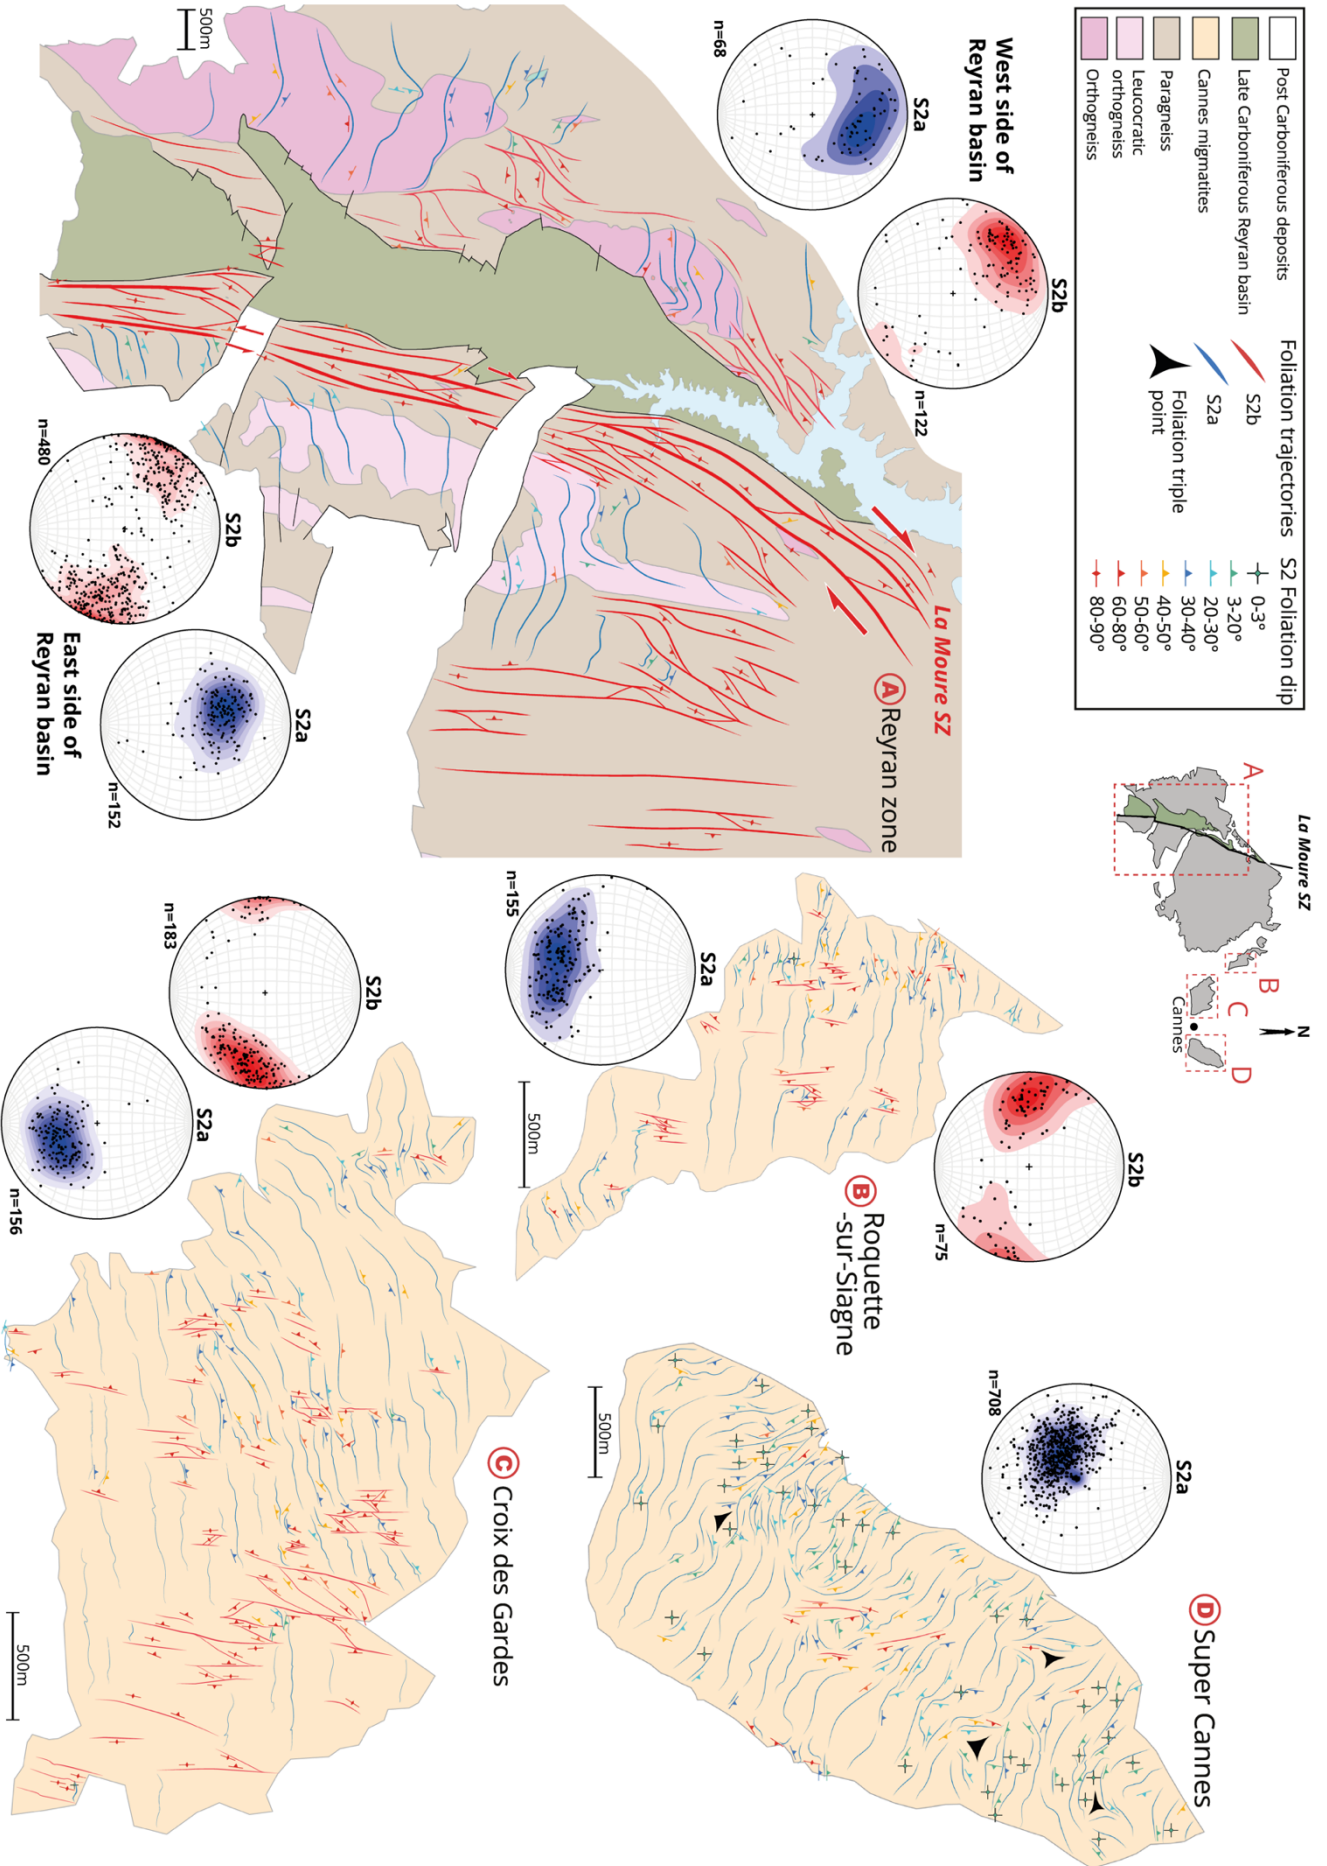 Post Carboniferous deposits
Late Carboniferous Reyran basin
Cannes migmatites
Paragneiss
Leucocratic
orthogneiss
Orthogneiss
Foliation trajectories
S2b
S2a
Foliation triple
point
S2 Foliation dip
0-3°
3-20°
20-30°
30-40°
40-50°
50-60°
60-80°
80-90°
La Moure SZ
A
B
C
D
N
Cannes
West side of
Reyran basin
S2a
n=68
S2b
n=122
500m
La Moure SZ
A Reyran zone
S2b
n=480
East side of
Reyran basin
S2a
n=152
S2a
n=155
S2b
n=75
500m
B Roquette
-sur-Siagne
S2b
n=183
S2a
n=156
C Croix des Gardes
500m
S2a
n=708
500m
D Super Cannes